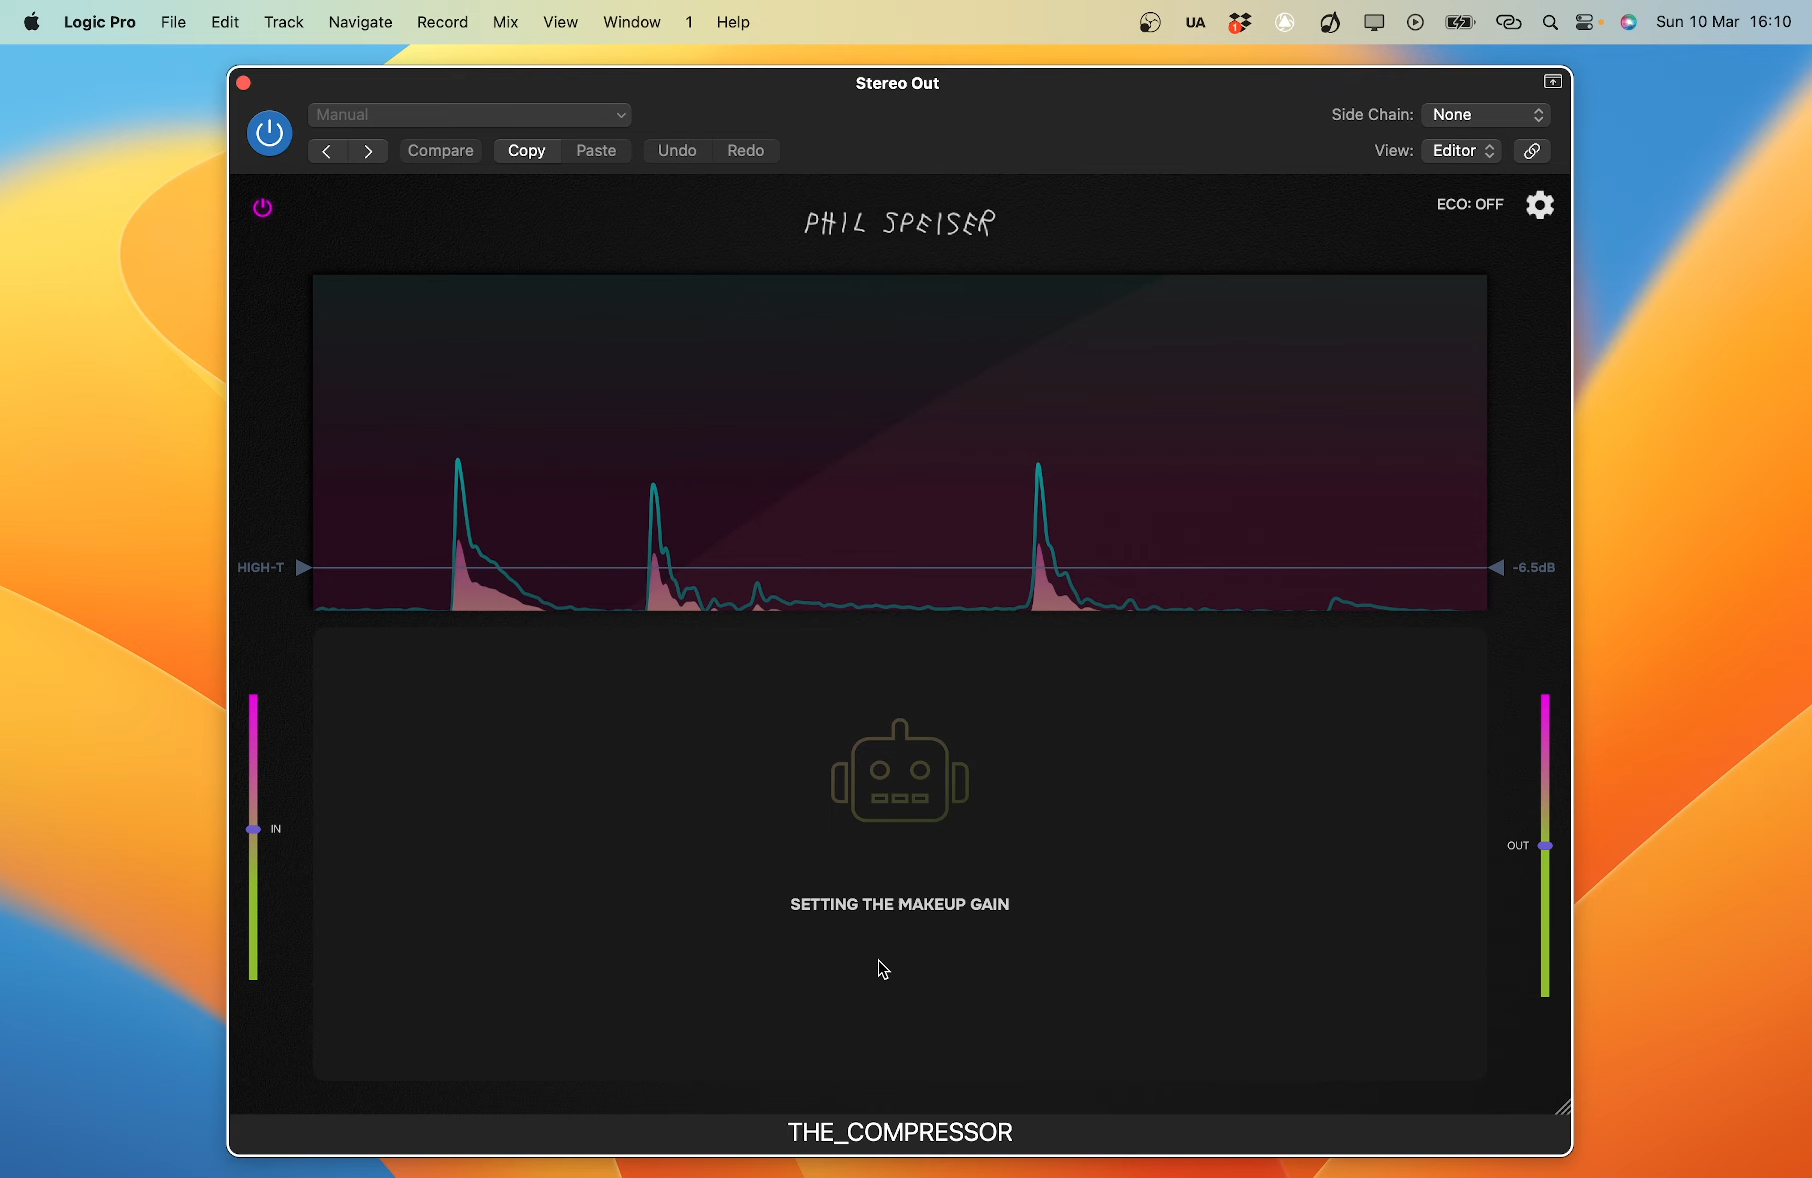 Logic Pro File Edit Track Navigate Record Mix View Window 1 Help UA 1 Sun 10 Mar 16:10
Stereo Out
Manual Side Chain: None
Compare Copy Paste Undo Redo View: Editor
PHIL SPEISER ECO: OFF
HIGH-T -6.5dB
IN OUT
SETTING THE MAKEUP GAIN
THE_COMPRESSOR